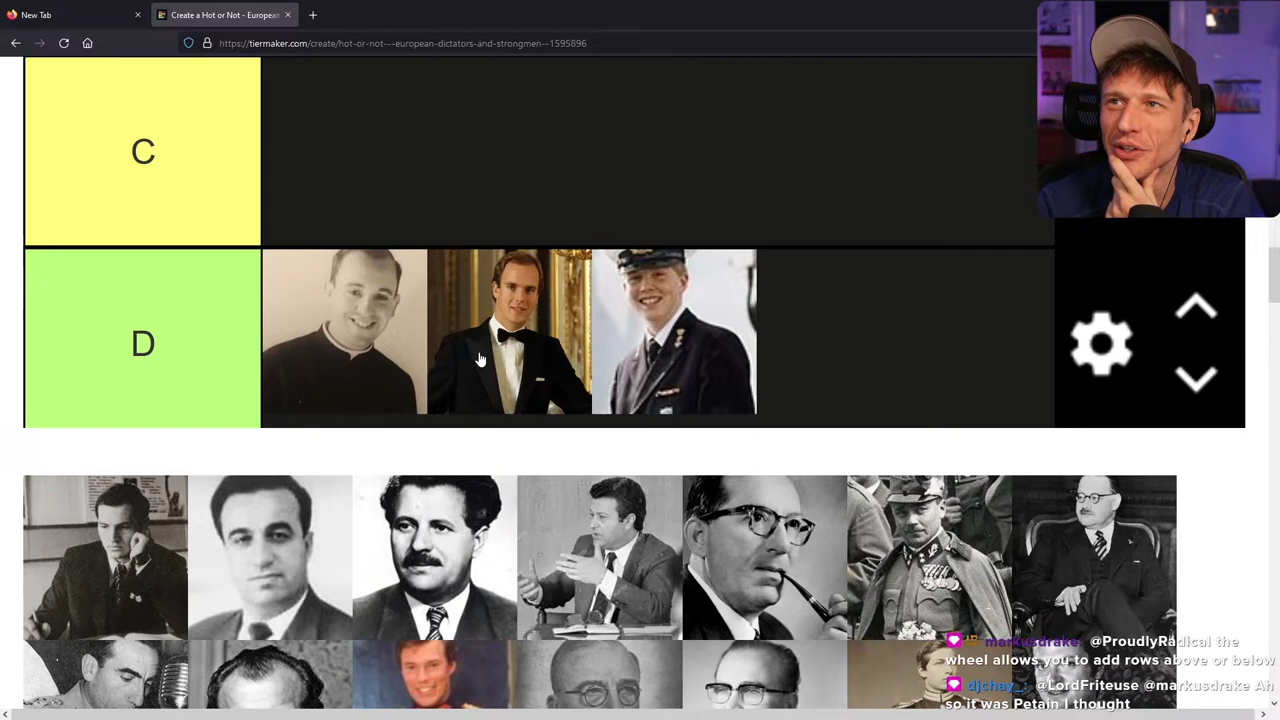 New Tab
Create a Hot or Not - European
https://tiermaker.com/create/hot-or-not---european-dictators-and-strongmen--1595896
C
D
markusdrake: @ProudlyRadical the
wheel allows you to add rows above or below
djchay_: @LordFriteuse @markusdrake Ah
so it was Petain I thought